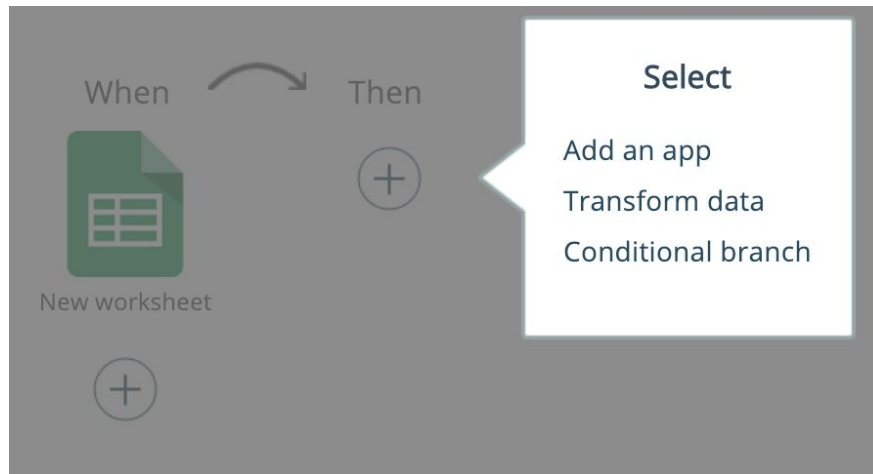 When
Then
New worksheet
Select
Add an app
Transform data
Conditional branch